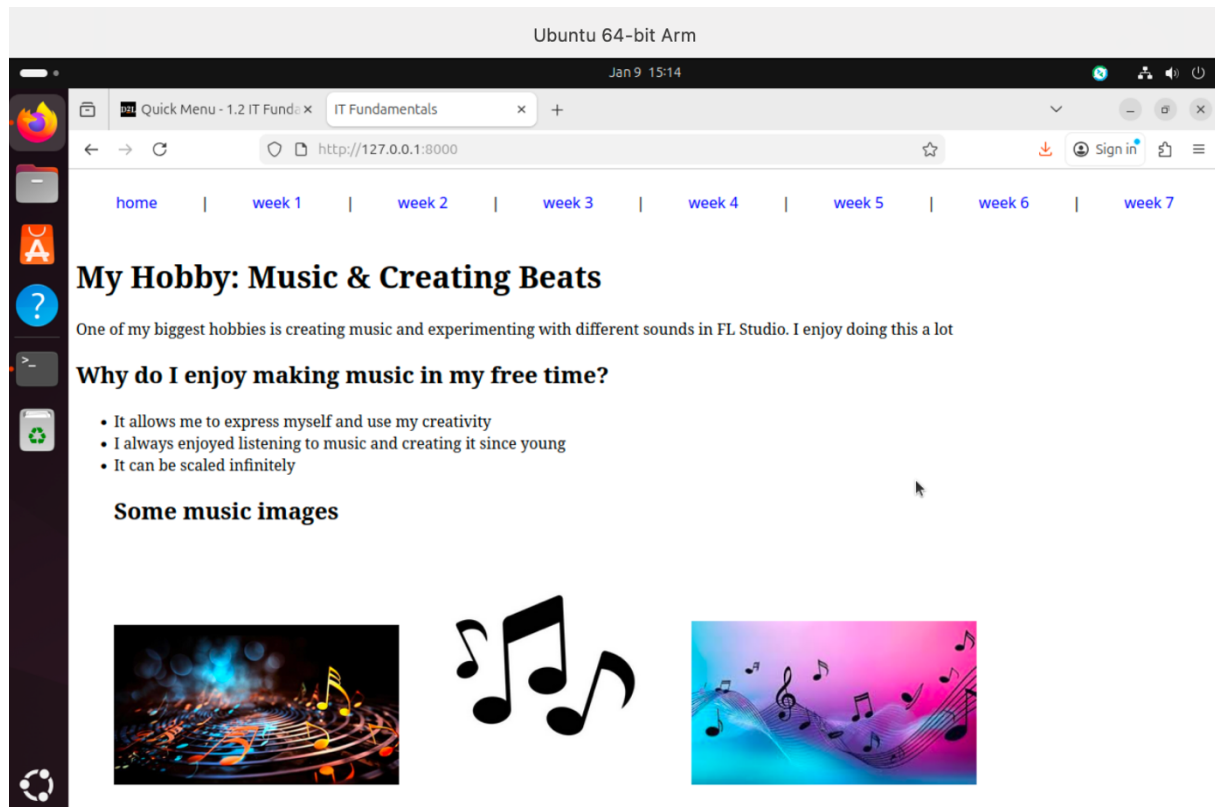 Ubuntu 64-bit Arm
Jan 9 15:14
D2L Quick Menu - 1.2 IT Funda
IT Fundamentals
http://127.0.0.1:8000
Sign in
home | week 1 | week 2 | week 3 | week 4 | week 5 | week 6 | week 7
My Hobby: Music & Creating Beats
One of my biggest hobbies is creating music and experimenting with different sounds in FL Studio. I enjoy doing this a lot
Why do I enjoy making music in my free time?
• It allows me to express myself and use my creativity
• I always enjoyed listening to music and creating it since young
• It can be scaled infinitely
Some music images